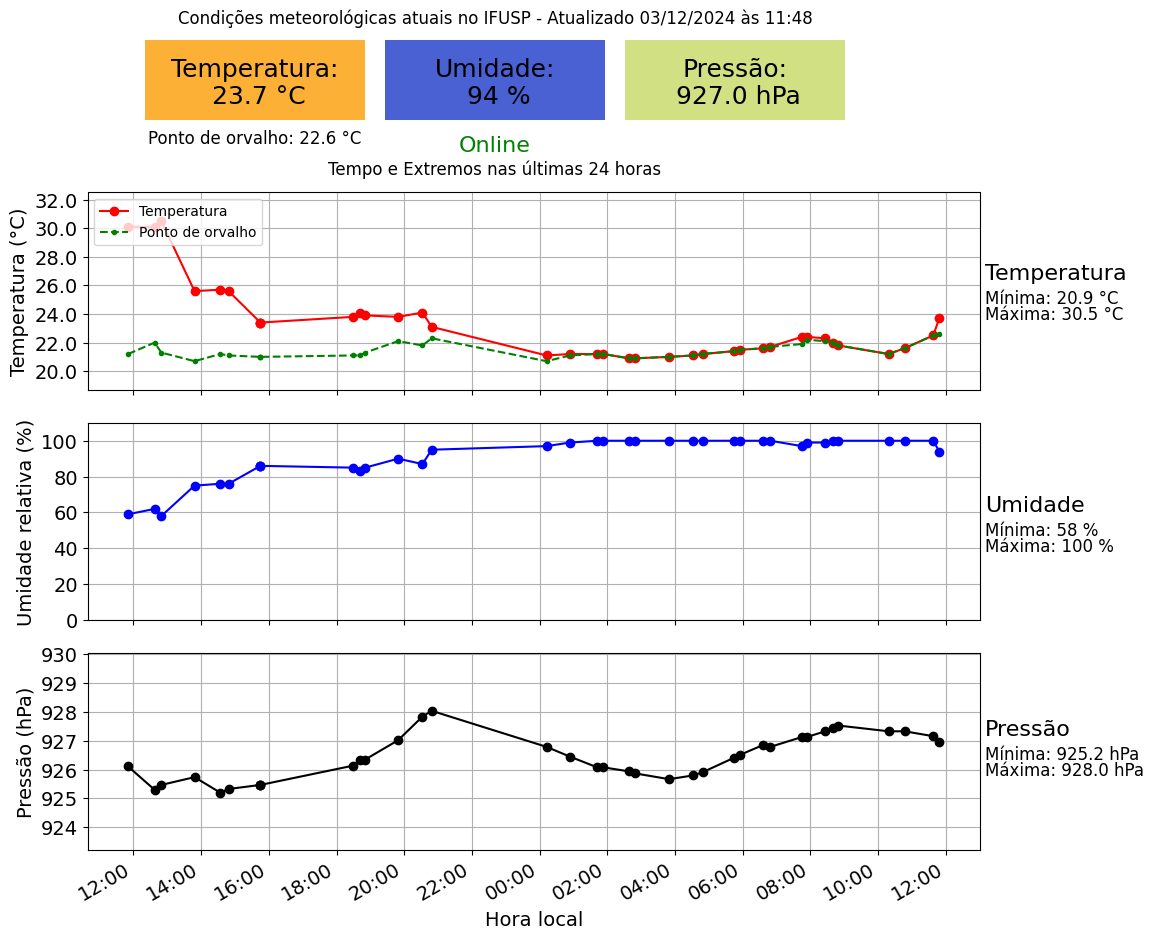 Condições meteorológicas atuais no IFUSP - Atualizado 03/12/2024 às 11:48
Temperatura:
23.7 °C
Umidade:
94 %
Pressão:
927.0 hPa
Ponto de orvalho: 22.6 °C
Online
Tempo e Extremos nas últimas 24 horas
Temperatura (°C)
32.0
30.0
28.0
26.0
24.0
22.0
20.0
Temperatura
Ponto de orvalho
Temperatura
Mínima: 20.9 °C
Máxima: 30.5 °C
Umidade relativa (%)
100
80
60
40
20
0
Umidade
Mínima: 58 %
Máxima: 100 %
Pressão (hPa)
930
929
928
927
926
925
924
Pressão
Mínima: 925.2 hPa
Máxima: 928.0 hPa
12:00 14:00 16:00 18:00 20:00 22:00 00:00 02:00 04:00 06:00 08:00 10:00 12:00
Hora local